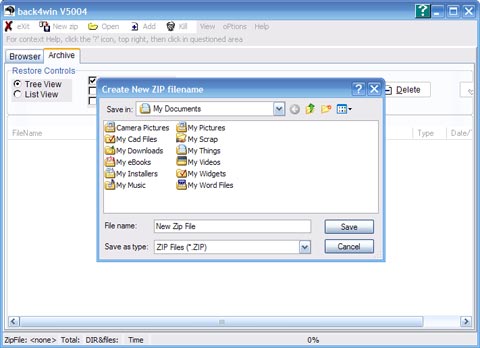 back4win V5004
eXit New zip Open Add Kill View oPtions Help
For context Help, click the '?' icon, top right, then click in questioned area
Browser Archive
Restore Controls
Tree View
List View
Delete
FileName Type Date/
Create New ZIP filename
Save in: My Documents
Camera Pictures My Pictures
My Cad Files My Scrap
My Downloads My Things
My eBooks My Videos
My Installers My Widgets
My Music My Word Files
File name: New Zip File Save
Save as type: ZIP Files (*.ZIP) Cancel
ZipFile: <none> Total: DIR&files: Time 0%